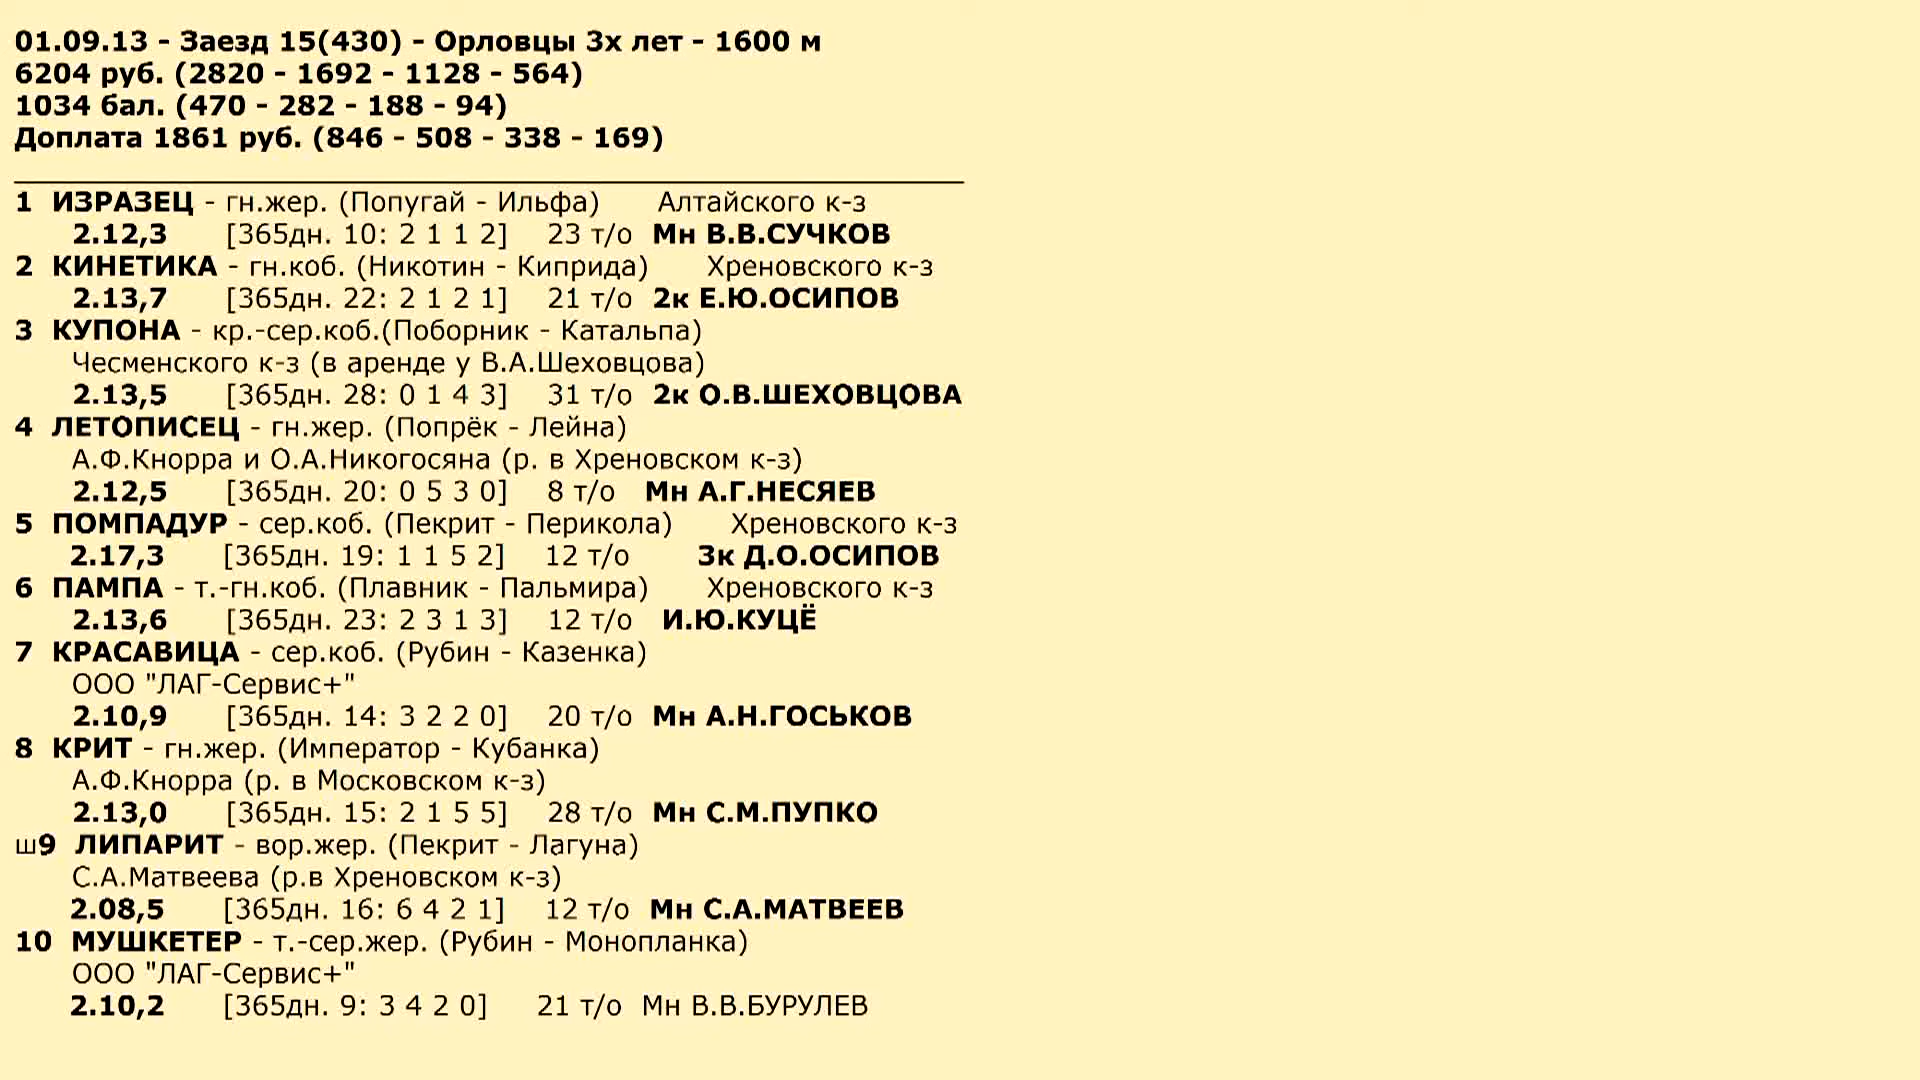 01.09.13 - Заезд 15(430) - Орловцы 3х лет - 1600 м
6204 руб. (2820 - 1692 - 1128 - 564)
1034 бал. (470 - 282 - 188 - 94)
Доплата 1861 руб. (846 - 508 - 338 - 169)
1 ИЗРАЗЕЦ - гн.жер. (Попугай - Ильфа) Алтайского к-з
2.12,3 [365дн. 10: 2 1 1 2] 23 т/о Мн В.В.СУЧКОВ
2 КИНЕТИКА - гн.коб. (Никотин - Киприда) Хреновского к-з
2.13,7 [365дн. 22: 2 1 2 1] 21 т/о 2к Е.Ю.ОСИПОВ
3 КУПОНА - кр.-сер.коб.(Поборник - Катальпа)
Чесменского к-з (в аренде у В.А.Шеховцова)
2.13,5 [365дн. 28: 0 1 4 3] 31 т/о 2к О.В.ШЕХОВЦОВА
4 ЛЕТОПИСЕЦ - гн.жер. (Попрёк - Лейна)
А.Ф.Кнорра и О.А.Никогосяна (р. в Хреновском к-з)
2.12,5 [365дн. 20: 0 5 3 0] 8 т/о Мн А.Г.НЕСЯЕВ
5 ПОМПАДУР - сер.коб. (Пекрит - Перикола) Хреновского к-з
2.17,3 [365дн. 19: 1 1 5 2] 12 т/о 3к Д.О.ОСИПОВ
6 ПАМПА - т.-гн.коб. (Плавник - Пальмира) Хреновского к-з
2.13,6 [365дн. 23: 2 3 1 3] 12 т/о И.Ю.КУЦЁ
7 КРАСАВИЦА - сер.коб. (Рубин - Казенка)
ООО "ЛАГ-Сервис+"
2.10,9 [365дн. 14: 3 2 2 0] 20 т/о Мн А.Н.ГОСЬКОВ
8 КРИТ - гн.жер. (Император - Кубанка)
А.Ф.Кнорра (р. в Московском к-з)
2.13,0 [365дн. 15: 2 1 5 5] 28 т/о Мн С.М.ПУПКО
ш9 ЛИПАРИТ - вор.жер. (Пекрит - Лагуна)
С.А.Матвеева (р.в Хреновском к-з)
2.08,5 [365дн. 16: 6 4 2 1] 12 т/о Мн С.А.МАТВЕЕВ
10 МУШКЕТЕР - т.-сер.жер. (Рубин - Монопланка)
ООО "ЛАГ-Сервис+"
2.10,2 [365дн. 9: 3 4 2 0] 21 т/о Мн В.В.БУРУЛЕВ